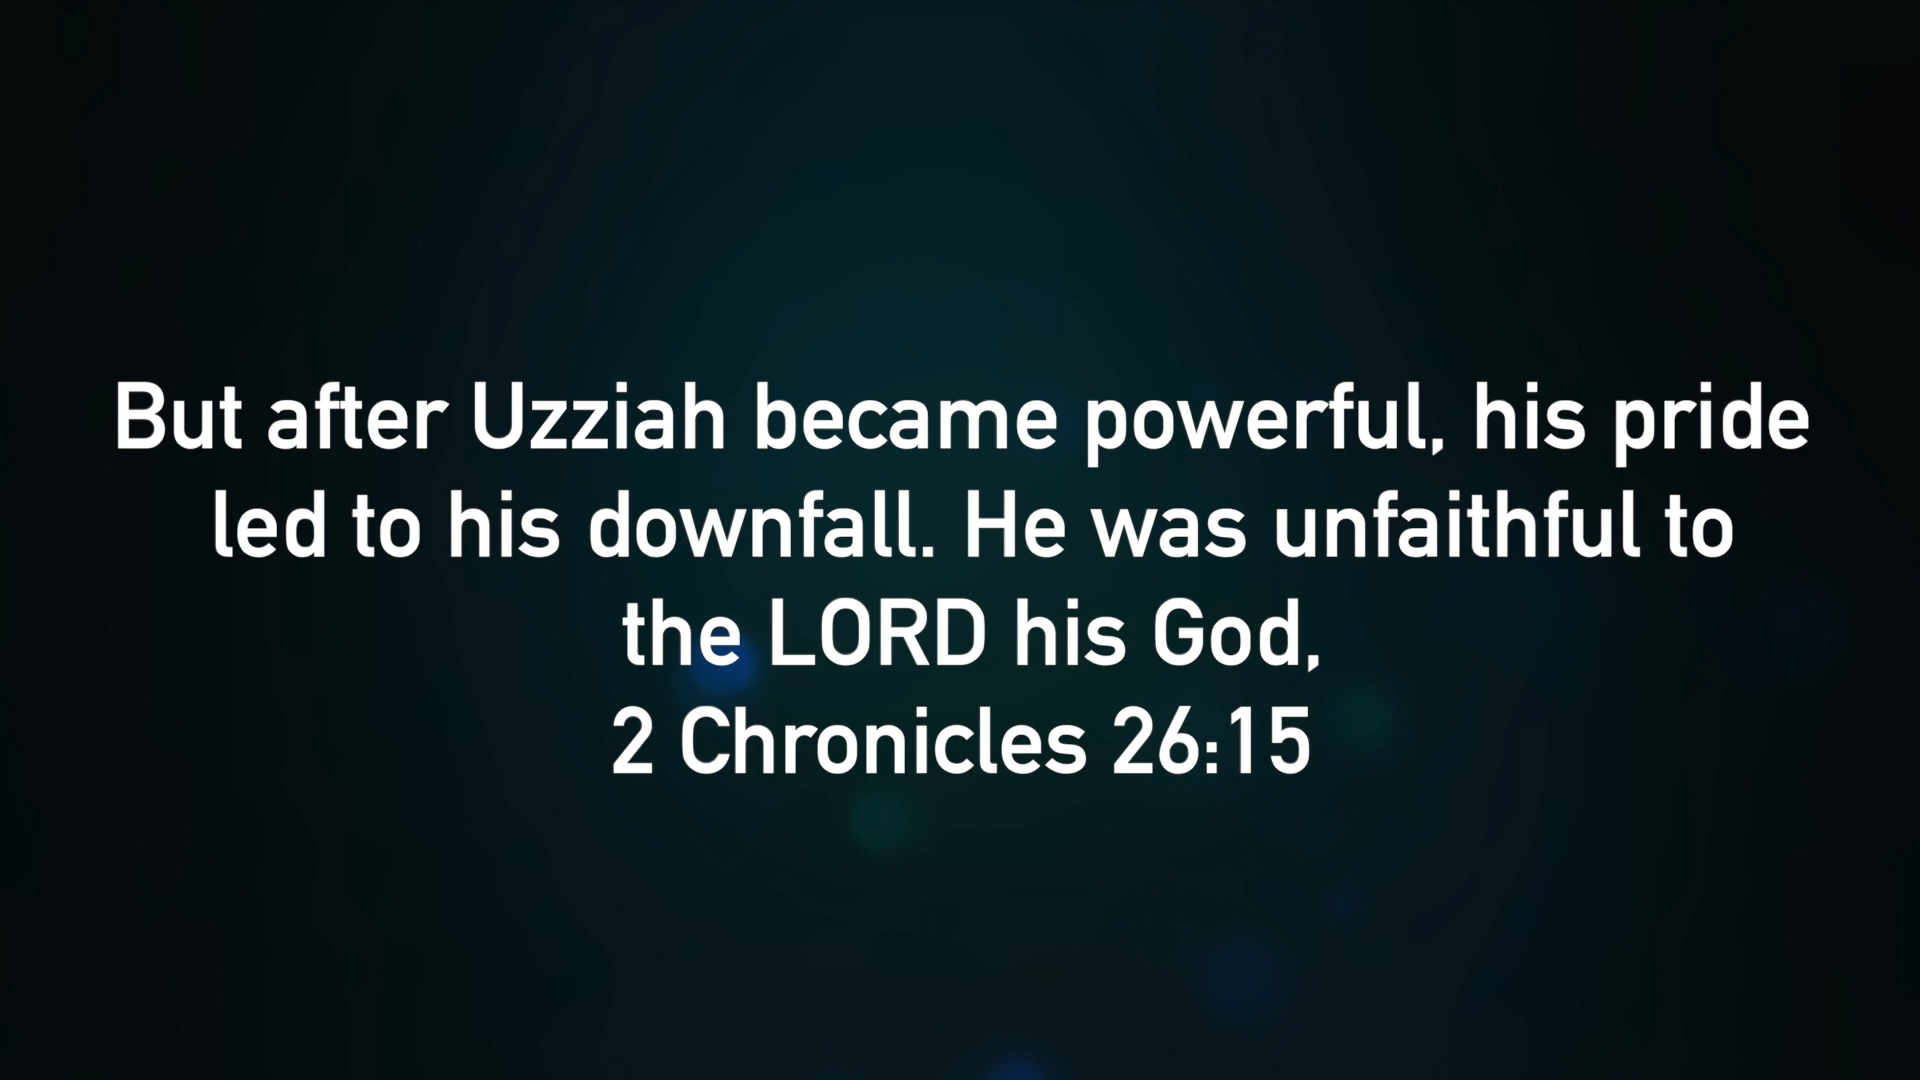 But after Uzziah became powerful, his pride
led to his downfall. He was unfaithful to
the LORD his God,
2 Chronicles 26:15